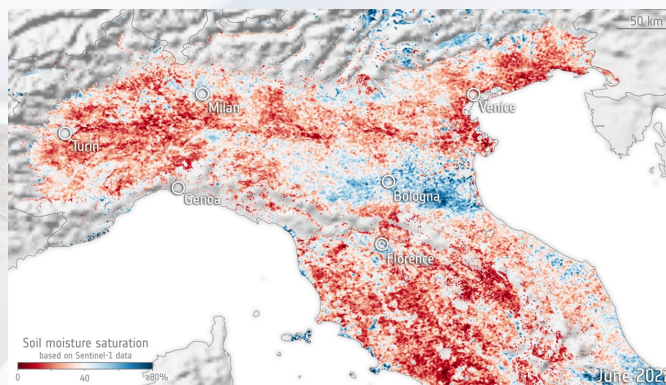 50 km
Milan
Venice
Turin
Genoa
Bologna
Florence
Soil moisture saturation
based on Sentinel-1 data
0 40 ≥80%
June 202